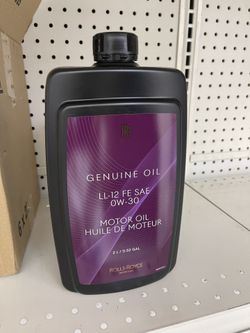 GENUINE OIL
LL-12 FE SAE
0W-30
MOTOR OIL
HUILE DE MOTEUR
ROLLS-ROYCE